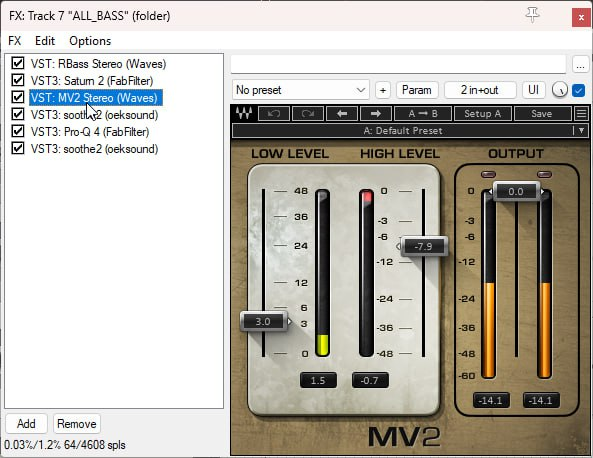 FX: Track 7 "ALL_BASS" (folder)
FX Edit Options
VST: RBass Stereo (Waves)
VST3: Saturn 2 (FabFilter)
VST: MV2 Stereo (Waves)
VST3: soothe2 (oeksound)
VST3: Pro-Q 4 (FabFilter)
VST3: soothe2 (oeksound)
Add Remove
0.03%/1.2% 64/4608 spls
...
No preset + Param 2 in+out UI
A → B Setup A Save
A: Default Preset
LOW LEVEL HIGH LEVEL OUTPUT
48 0 0 0.0
36 -3 -3
-6 -6
24 -7.9
-12 -12
12 -24 -24
6
3.0 3 -36 -36
0 -48 -48
-60
1.5 -0.7 -14.1 -14.1
MV2